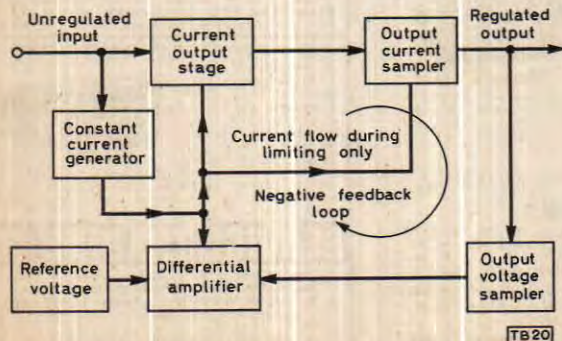 Unregulated
input
Regulated
output
Current
output
stage
Output
current
sampler
Constant
current
generator
Current flow during
limiting only
Negative feedback
loop
Reference
voltage
Differential
amplifier
Output
voltage
sampler
TB20